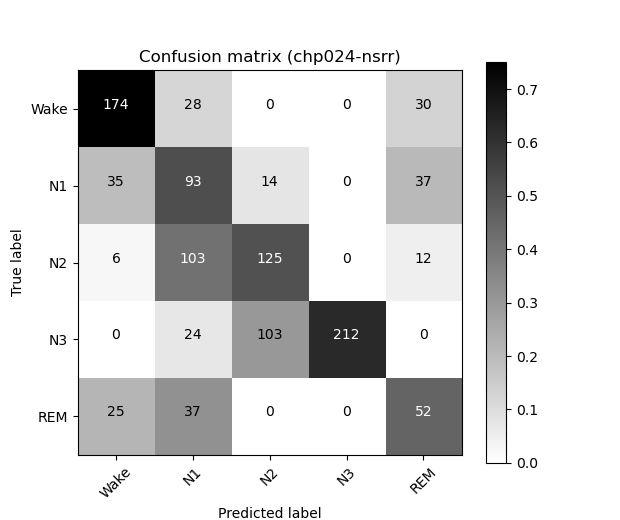 Confusion matrix (chp024-nsrr)
True label
Wake 174 28 0 0 30
N1 35 93 14 0 37
N2 6 103 125 0 12
N3 0 24 103 212 0
REM 25 37 0 0 52
Wake N1 N2 N3 REM
Predicted label
0.7
0.6
0.5
0.4
0.3
0.2
0.1
0.0